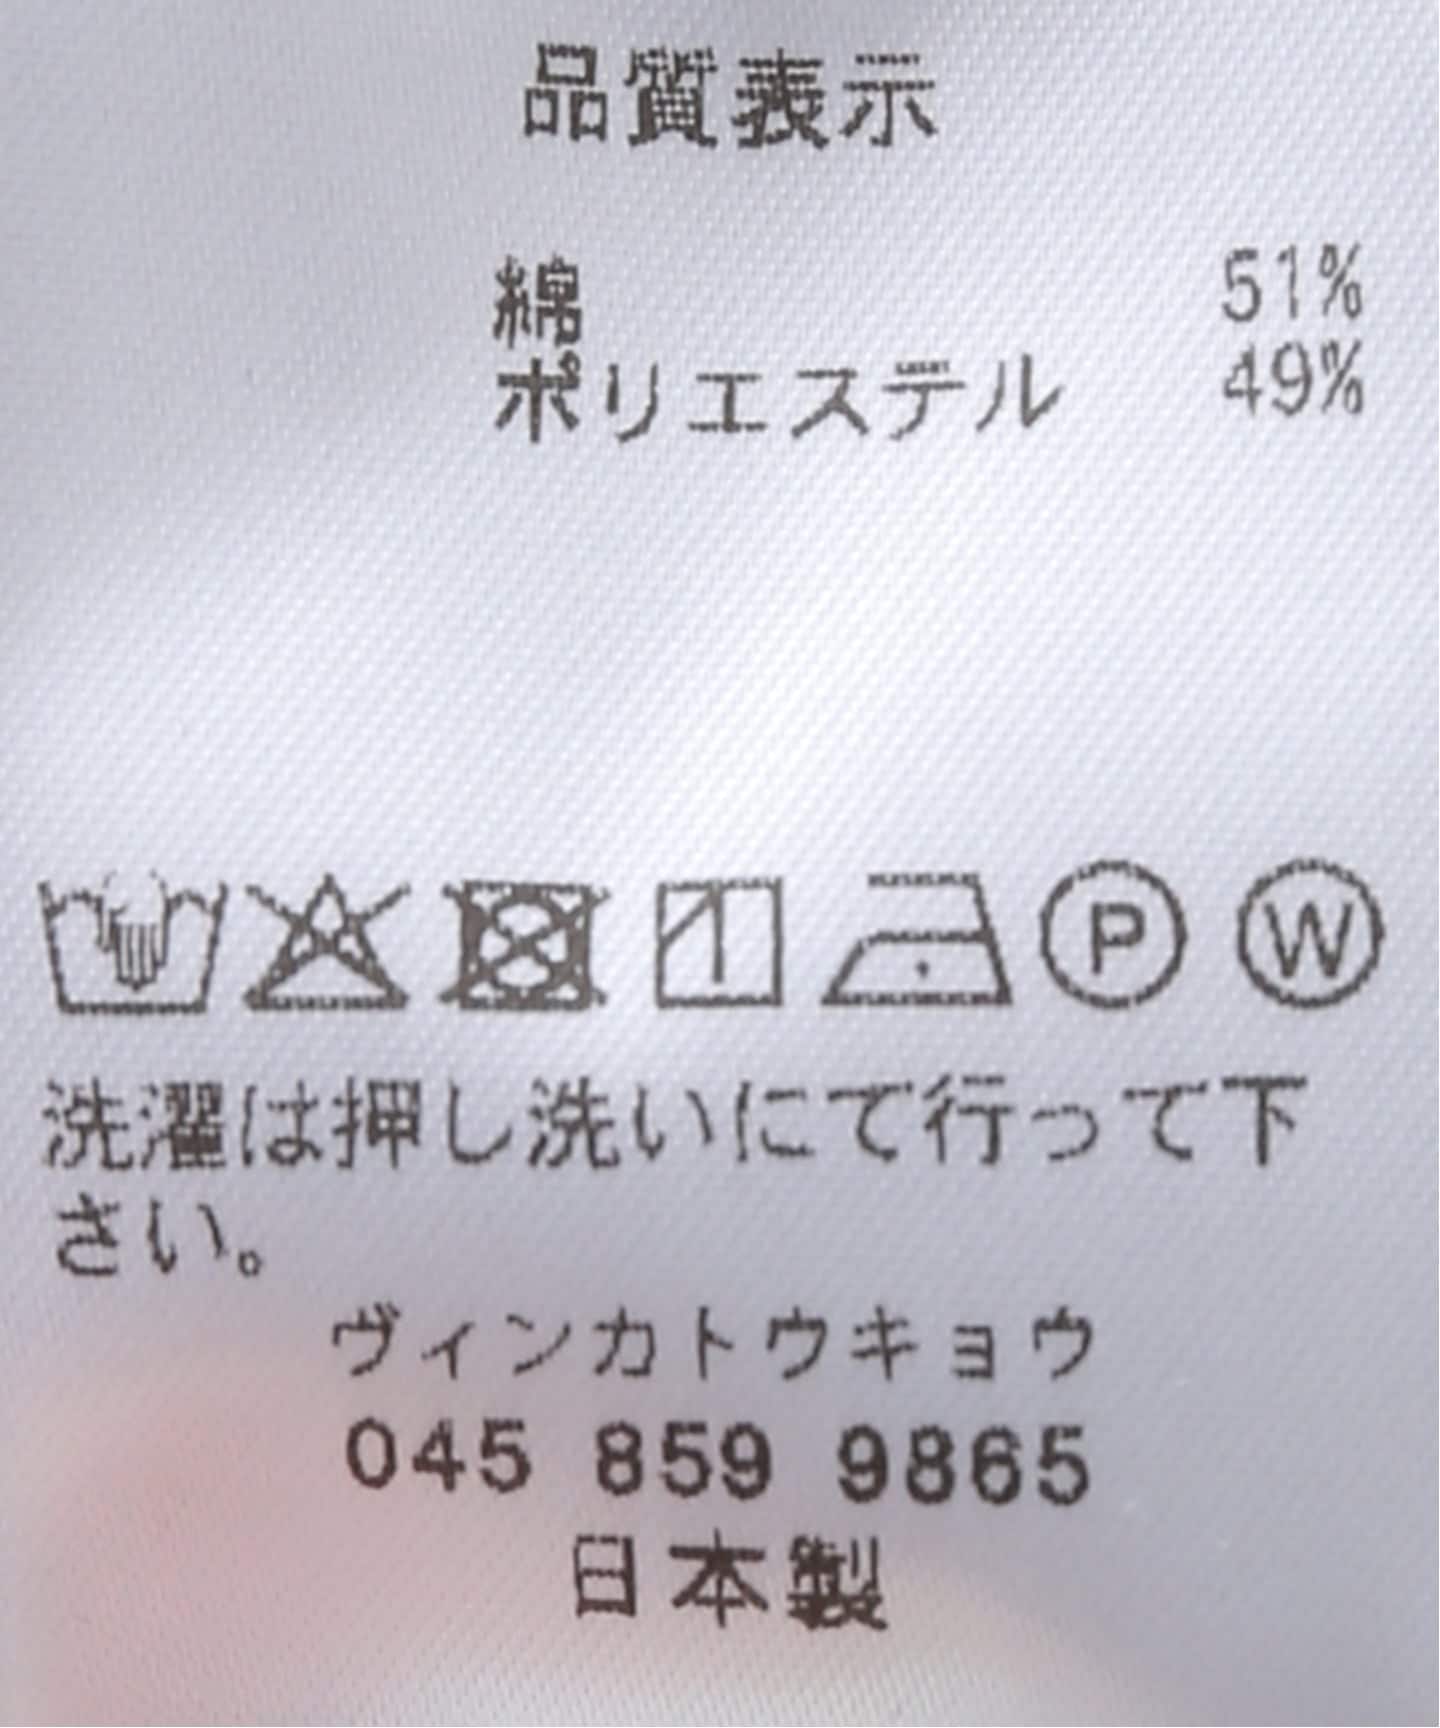 品質表示
綿 51%
ポリエステル 49%
P W
洗濯は押し洗いにて行って下
さい。
ヴィンカトウキョウ
045 859 9865
日本製